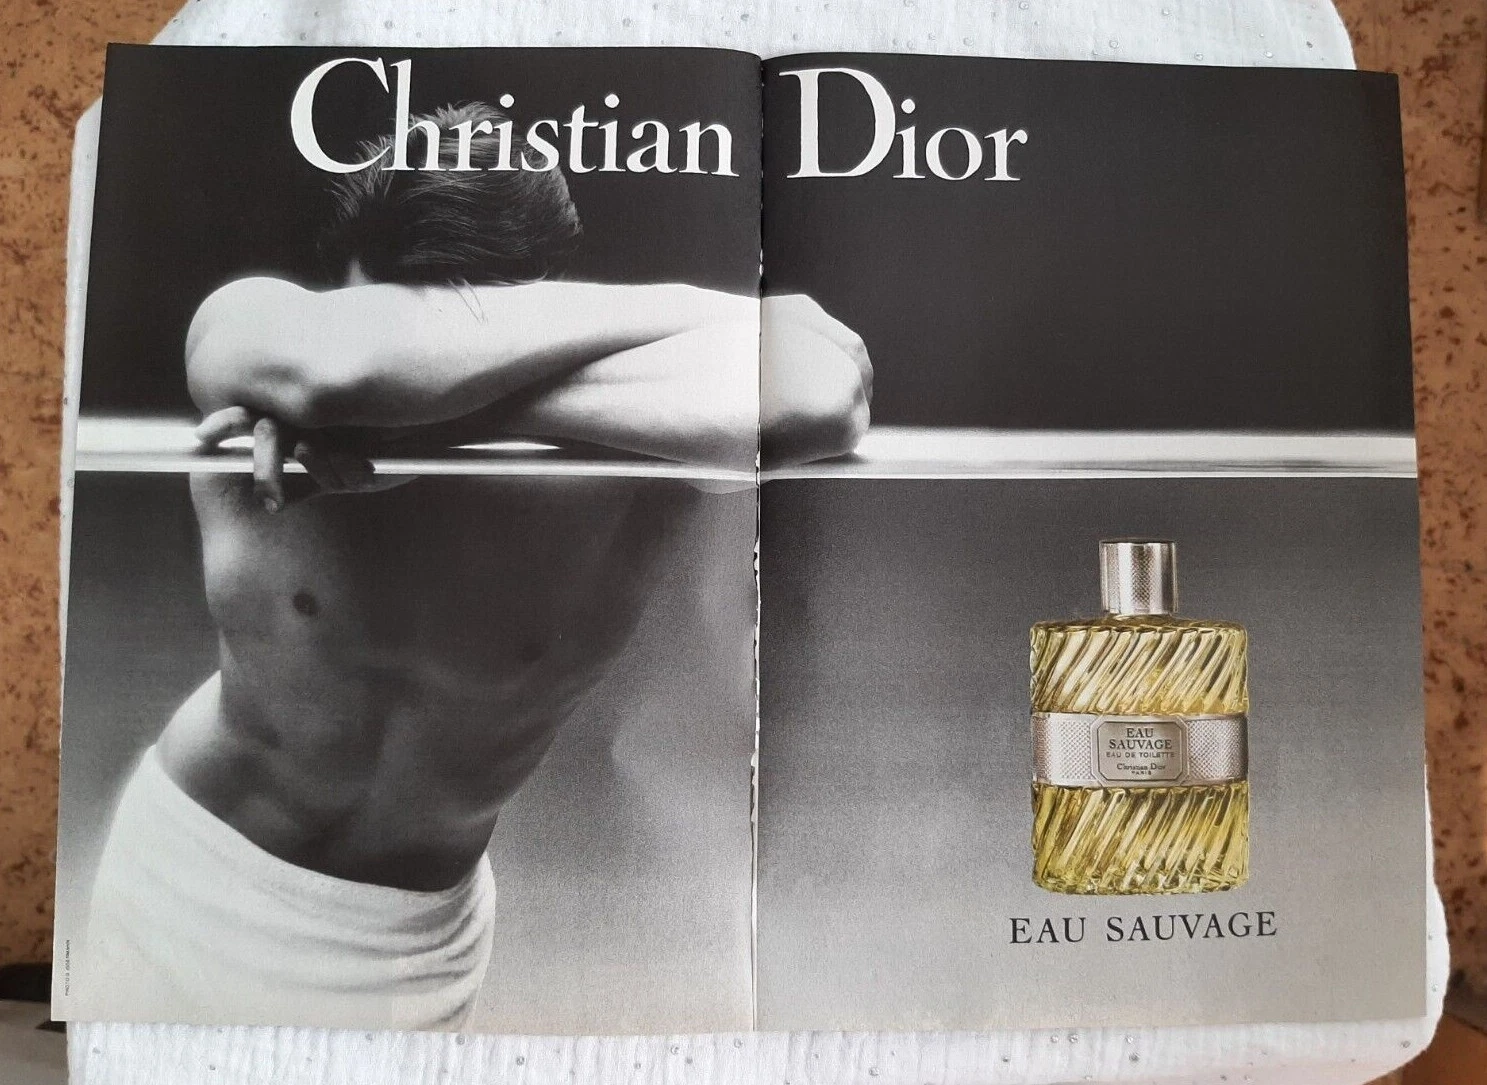 Christian Dior
EAU
SAUVAGE
EAU DE TOILETTE
Christian Dior
PARIS
EAU SAUVAGE